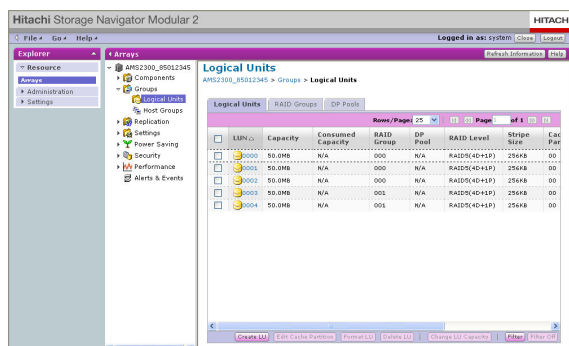 Hitachi Storage Navigator Modular 2
HITACH
File Go Help
Logged in as: system Close Logout
Explorer
Arrays
Refresh Information Help
Resource
Arrays
Administration
Settings
AMS2300_85012345
Components
Groups
Logical Units
Host Groups
Replication
Settings
Power Saving
Security
Performance
Alerts & Events
Logical Units
AMS2300_85012345 > Groups > Logical Units
Logical Units RAID Groups DP Pools
Rows/Page: 25 Page 1 of 1
LUN Capacity Consumed Capacity RAID Group DP Pool RAID Level Stripe Size Cac Par
0000 50.0MB N/A 000 N/A RAID5(4D+1P) 256KB 00
0001 50.0MB N/A 000 N/A RAID5(4D+1P) 256KB 00
0002 50.0MB N/A 000 N/A RAID5(4D+1P) 256KB 00
0003 50.0MB N/A 001 N/A RAID5(4D+1P) 256KB 00
0004 50.0MB N/A 001 N/A RAID5(4D+1P) 256KB 00
Create LU Edit Cache Partition Format LU Delete LU Change LU Capacity Filter Filter Off